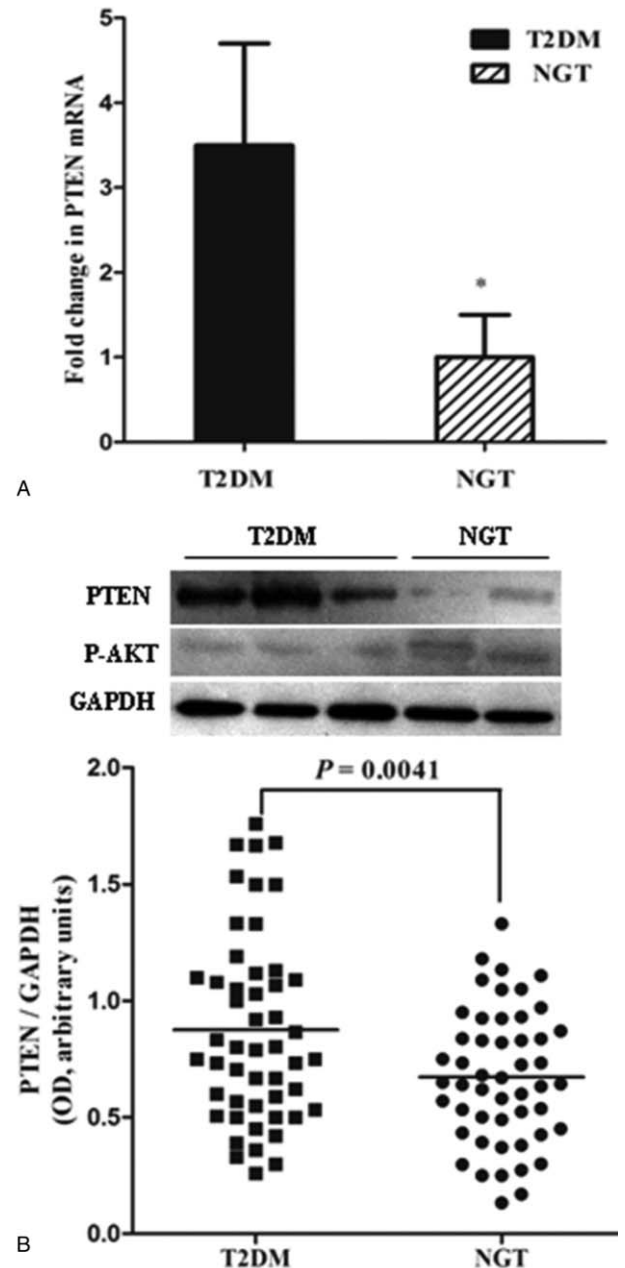 5
4
3
2
1
0
Fold change in PTEN mRNA
T2DM
NGT
*
T2DM
NGT
A
T2DM
NGT
PTEN
P-AKT
GAPDH
P = 0.0041
2.0
1.5
1.0
0.5
0.0
PTEN / GAPDH
(OD, arbitrary units)
T2DM
NGT
B